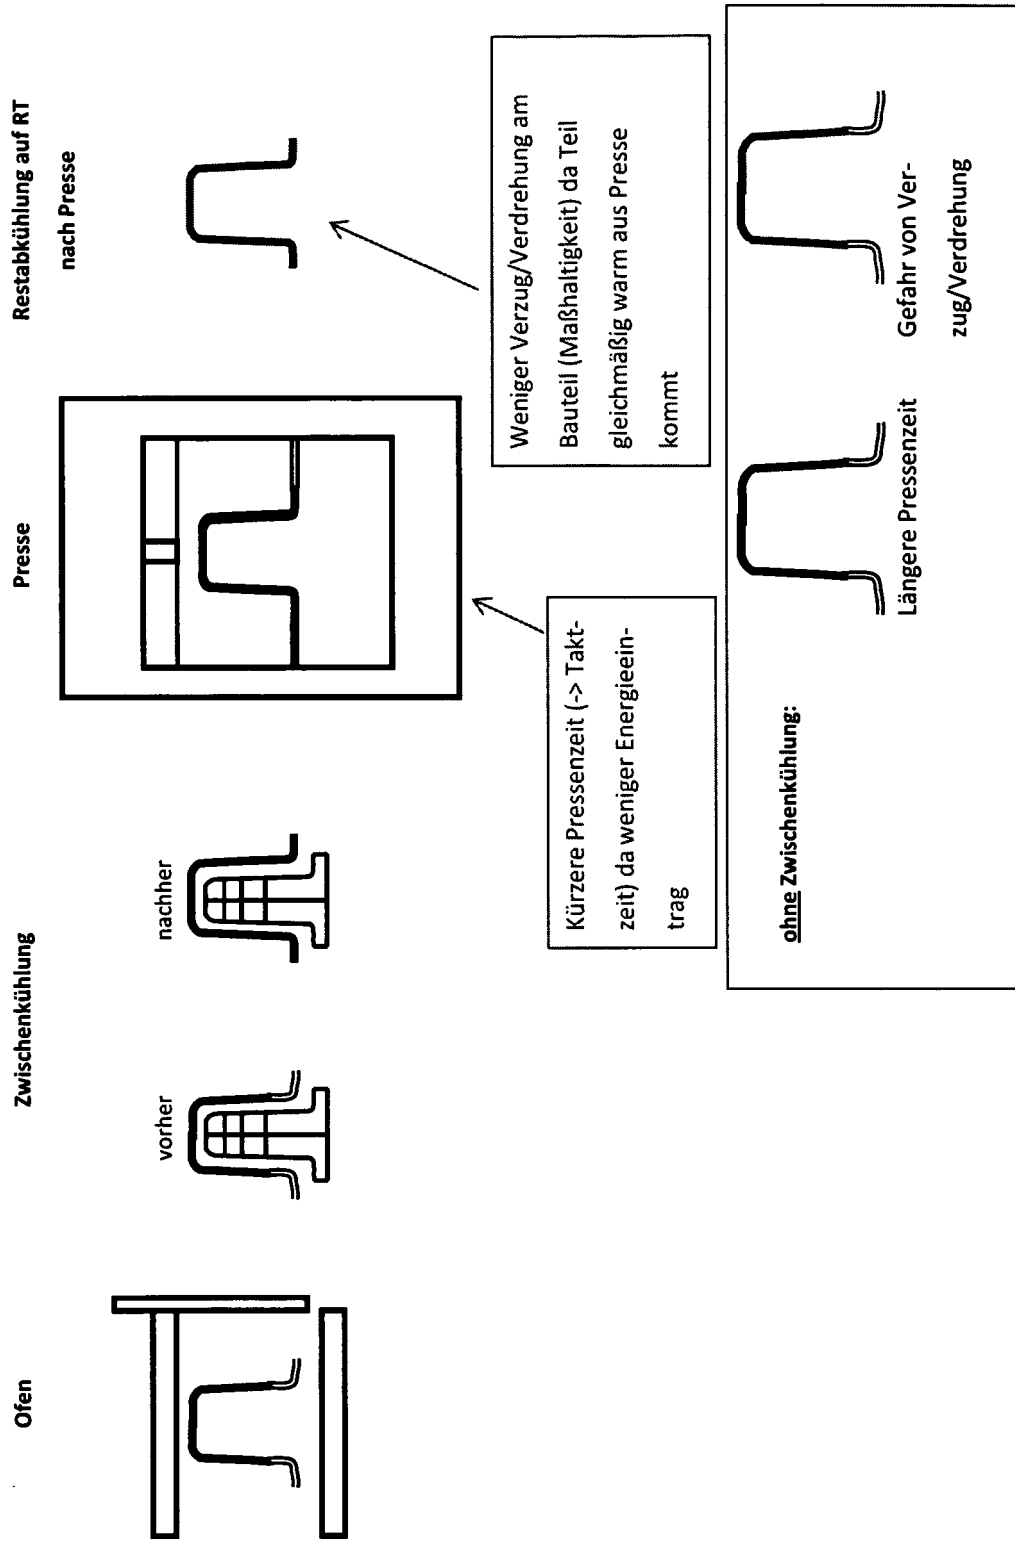 Ofen
Zwischenkühlung
Presse
Restabkühlung auf RT
nach Presse
vorher
nachher
Kürzere Pressenzeit (-> Takt-
zeit) da weniger Energieein-
trag
Weniger Verzug/Verdrehung am
Bauteil (Maßhaltigkeit) da Teil
gleichmäßig warm aus Presse
kommt
ohne Zwischenkühlung:
Längere Pressenzeit
Gefahr von Ver-
zug/Verdrehung